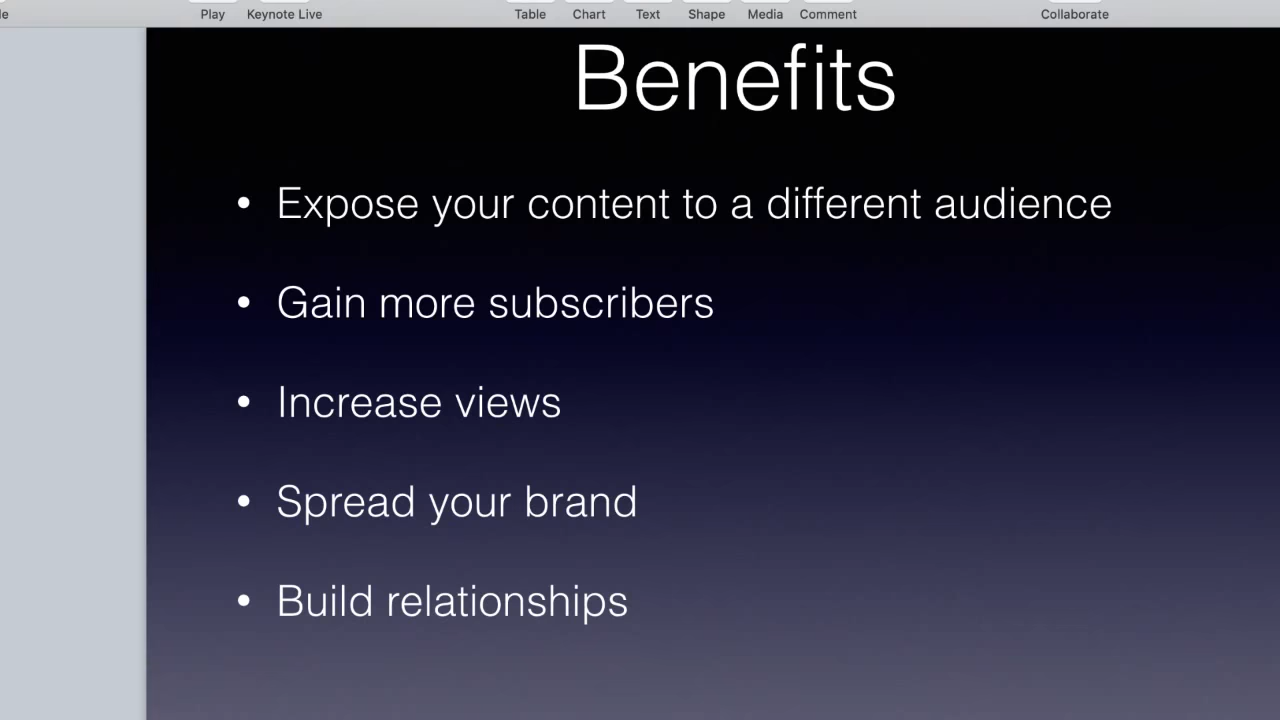 Play Keynote Live Table Chart Text Shape Media Comment Collaborate
Benefits
• Expose your content to a different audience
• Gain more subscribers
• Increase views
• Spread your brand
• Build relationships